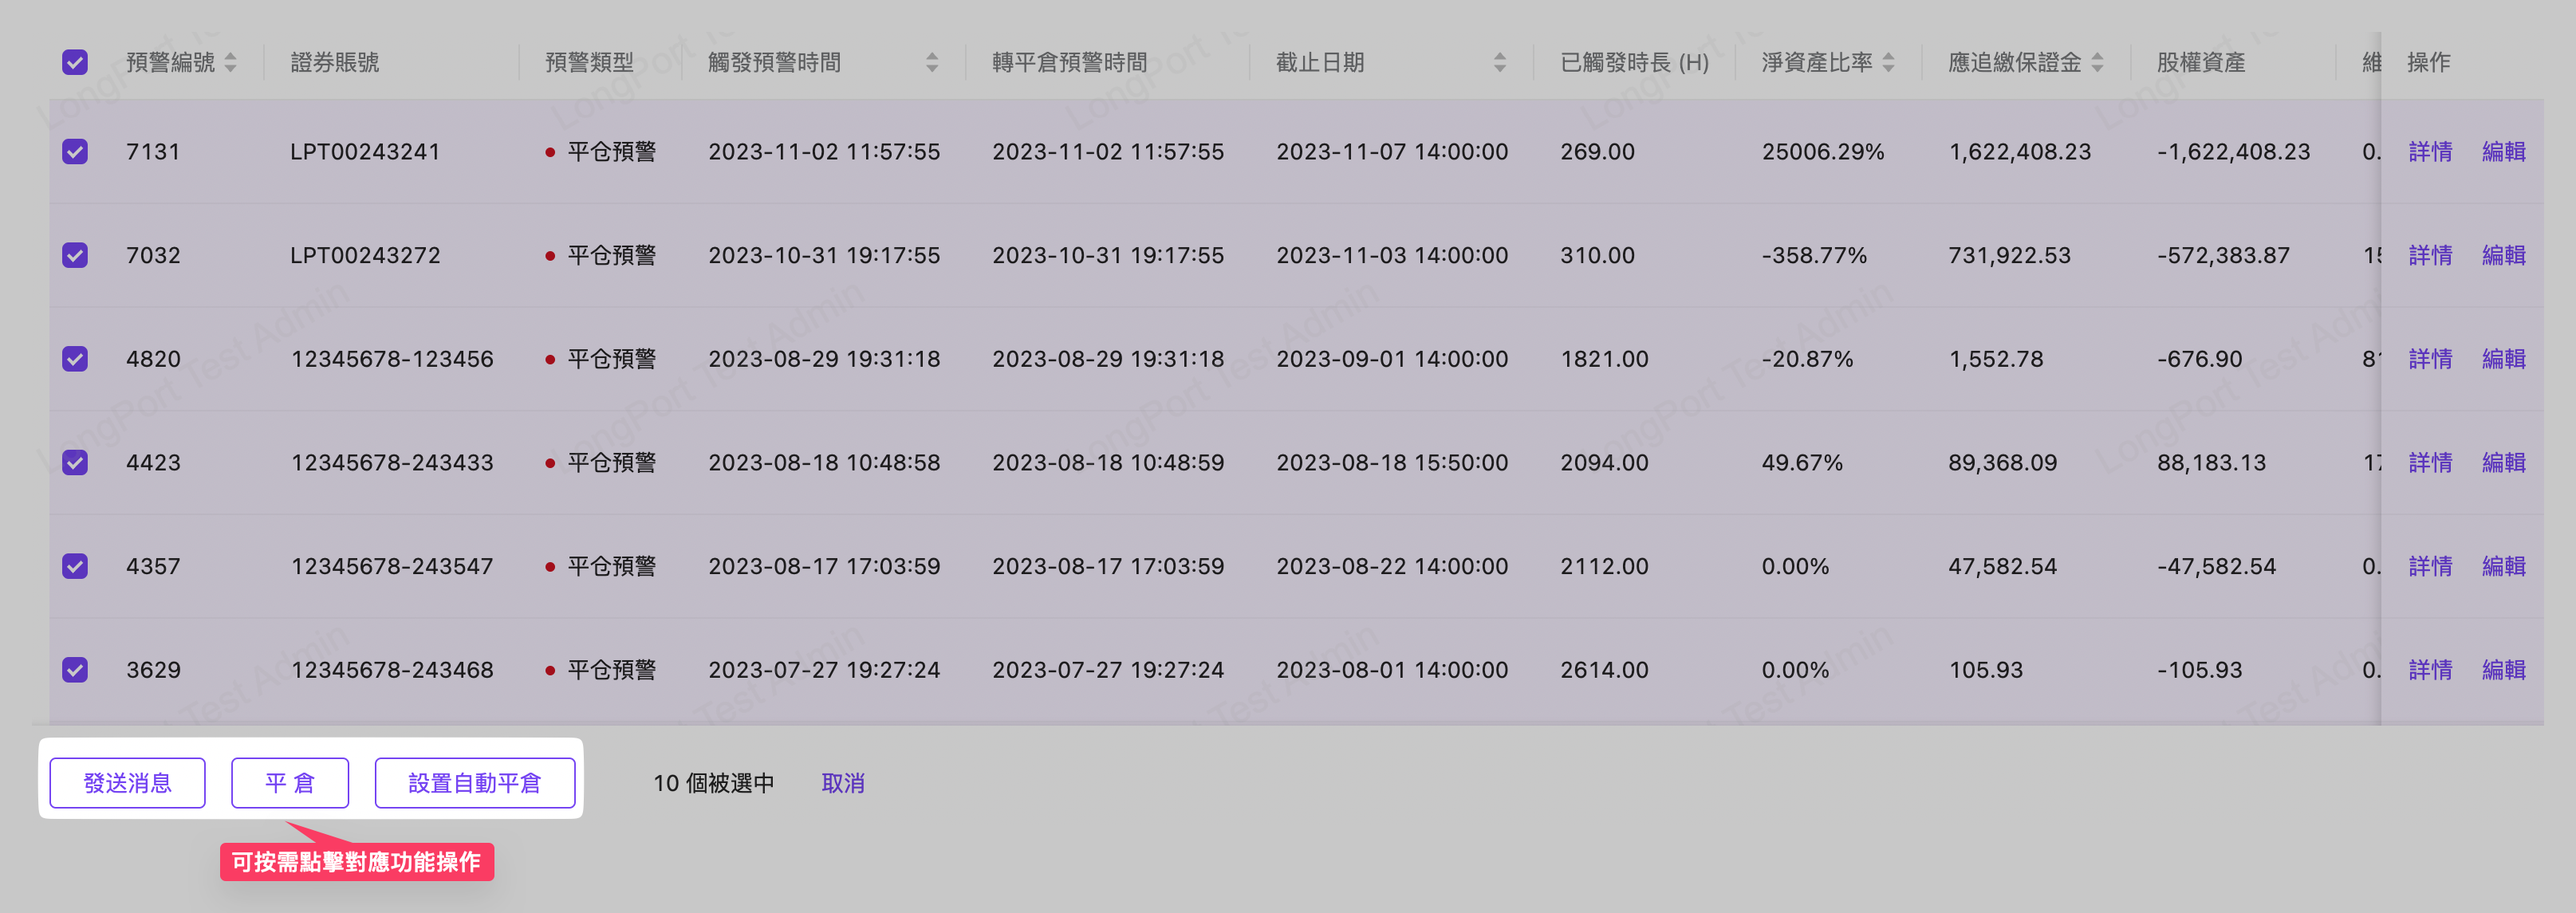 預警編號 證券賬號 預警類型 觸發預警時間 轉平倉預警時間 截止日期 已觸發時長 (H) 淨資產比率 應追繳保證金 股權資產 維 操作
7131 LPT00243241 平仓預警 2023-11-02 11:57:55 2023-11-02 11:57:55 2023-11-07 14:00:00 269.00 25006.29% 1,622,408.23 -1,622,408.23 0. 詳情 編輯
7032 LPT00243272 平仓預警 2023-10-31 19:17:55 2023-10-31 19:17:55 2023-11-03 14:00:00 310.00 -358.77% 731,922.53 -572,383.87 15 詳情 編輯
4820 12345678-123456 平仓預警 2023-08-29 19:31:18 2023-08-29 19:31:18 2023-09-01 14:00:00 1821.00 -20.87% 1,552.78 -676.90 8 詳情 編輯
4423 12345678-243433 平仓預警 2023-08-18 10:48:58 2023-08-18 10:48:59 2023-08-18 15:50:00 2094.00 49.67% 89,368.09 88,183.13 17 詳情 編輯
4357 12345678-243547 平仓預警 2023-08-17 17:03:59 2023-08-17 17:03:59 2023-08-22 14:00:00 2112.00 0.00% 47,582.54 -47,582.54 0. 詳情 編輯
3629 12345678-243468 平仓預警 2023-07-27 19:27:24 2023-07-27 19:27:24 2023-08-01 14:00:00 2614.00 0.00% 105.93 -105.93 0. 詳情 編輯
發送消息 平倉 設置自動平倉 10 個被選中 取消
可按需點擊對應功能操作
LongPort Test Admin